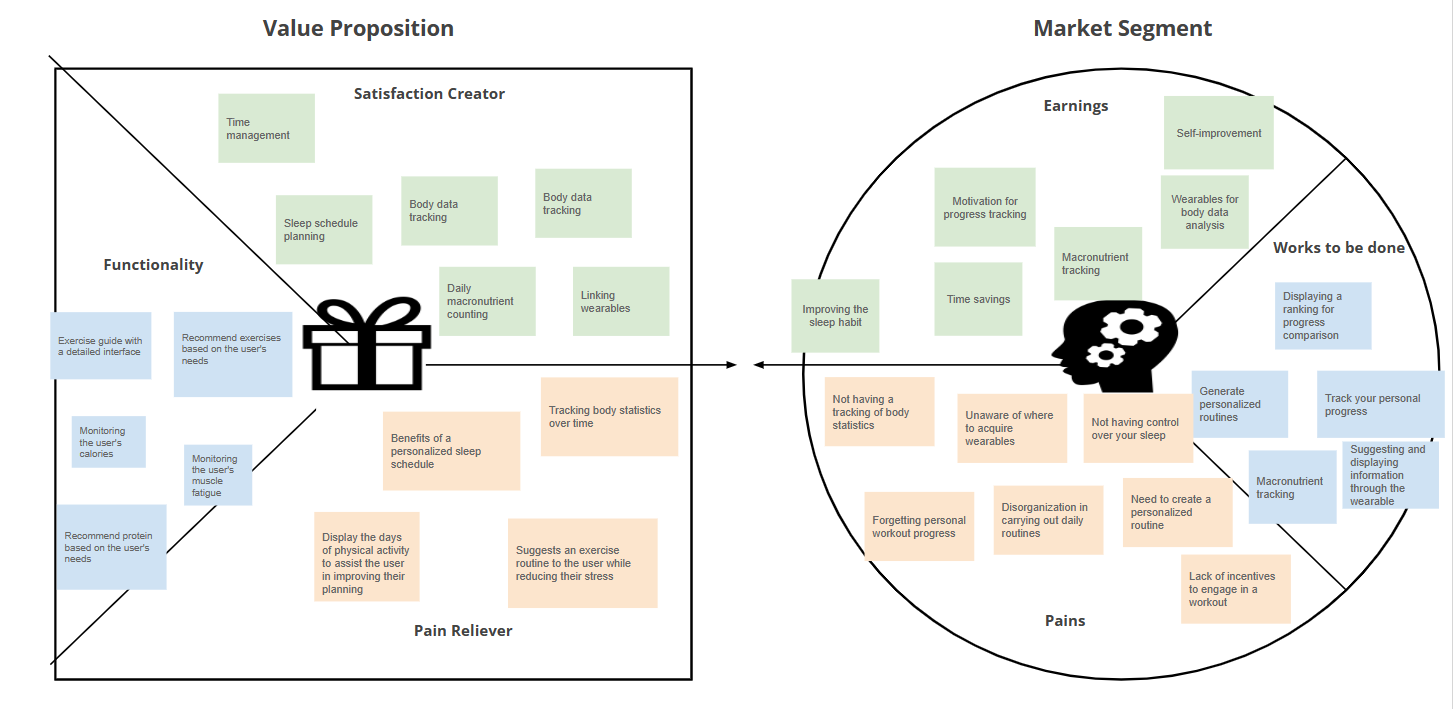 Value Proposition
Satisfaction Creator
Time
management
Sleep schedule
planning
Body data
tracking
Body data
tracking
Daily
macronutrient
counting
Linking
wearables
Functionality
Exercise guide with
a detailed interface
Recommend exercises
based on the user's
needs
Monitoring
the user's
calories
Monitoring
the user's
muscle
fatigue
Recommend protein
based on the user's
needs
Tracking body statistics
over time
Benefits of a
personalized sleep
schedule
Display the days
of physical activity
to assist the user
in improving their
planning
Suggests an exercise
routine to the user while
reducing their stress
Pain Reliever
Market Segment
Earnings
Self-improvement
Motivation for
progress tracking
Wearables for
body data
analysis
Macronutrient
tracking
Time savings
Improving the
sleep habit
Works to be done
Displaying a
ranking for
progress
comparison
Generate
personalized
routines
Track your personal
progress
Macronutrient
tracking
Suggesting and
displaying
information
through the
wearable
Not having a
tracking of body
statistics
Unaware of where
to acquire
wearables
Not having control
over your sleep
Forgetting personal
workout progress
Disorganization in
carrying out daily
routines
Need to create a
personalized
routine
Lack of incentives
to engage in a
workout
Pains